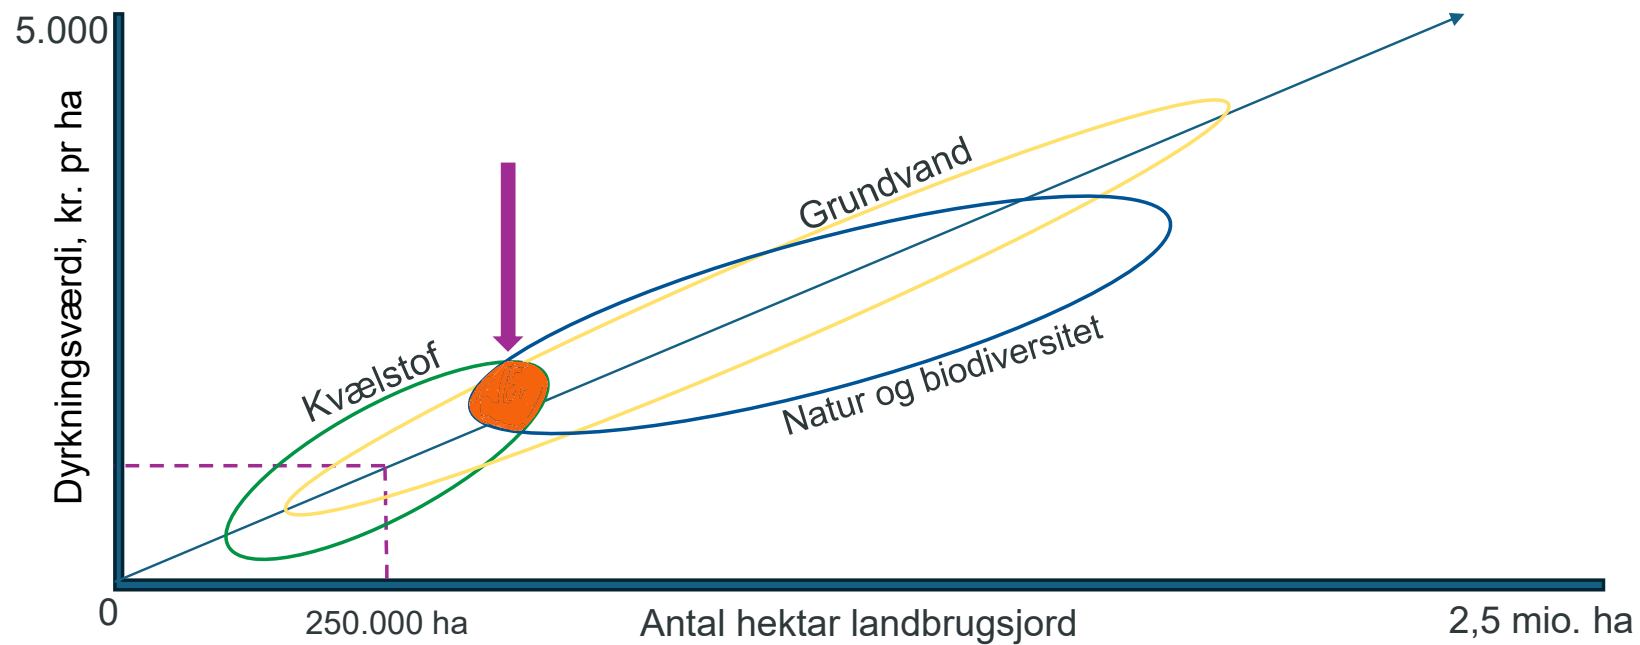 5.000
Dyrkningsværdi, kr. pr ha
Grundvand
Kvælstof
Natur og biodiversitet
0
250.000 ha
Antal hektar landbrugsjord
2,5 mio. ha